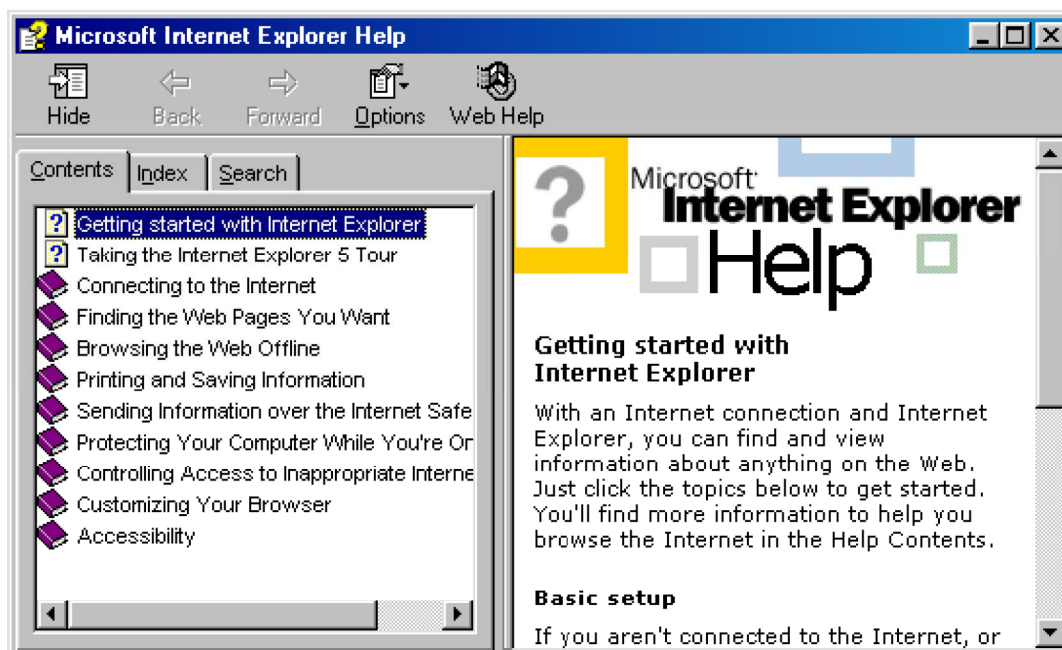 Microsoft Internet Explorer Help
Hide Back Forward Options Web Help
Contents Index Search
Getting started with Internet Explorer
Taking the Internet Explorer 5 Tour
Connecting to the Internet
Finding the Web Pages You Want
Browsing the Web Offline
Printing and Saving Information
Sending Information over the Internet Safe
Protecting Your Computer While You're On
Controlling Access to Inappropriate Interne
Customizing Your Browser
Accessibility
Microsoft
Internet Explorer
Help
Getting started with
Internet Explorer
With an Internet connection and Internet
Explorer, you can find and view
information about anything on the Web.
Just click the topics below to get started.
You'll find more information to help you
browse the Internet in the Help Contents.
Basic setup
If you aren't connected to the Internet, or